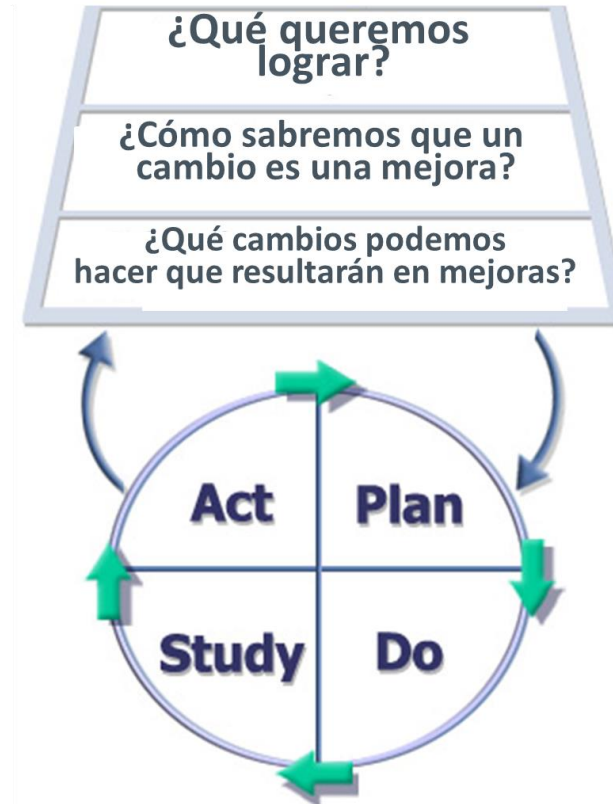 ¿Qué queremos
lograr?
¿Cómo sabremos que un
cambio es una mejora?
¿Qué cambios podemos
hacer que resultarán en mejoras?
Act Plan
Study Do